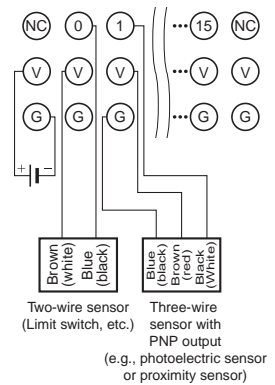 NC 0 1 ••• 15 NC
V V V ••• V V
G G G ••• G G
+ −
Brown
(white)
Blue
(black)
Blue
(black)
Brown
(red)
Black
(White)
Two-wire sensor
(Limit switch, etc.)
Three-wire
sensor with
PNP output
(e.g., photoelectric sensor
or proximity sensor)